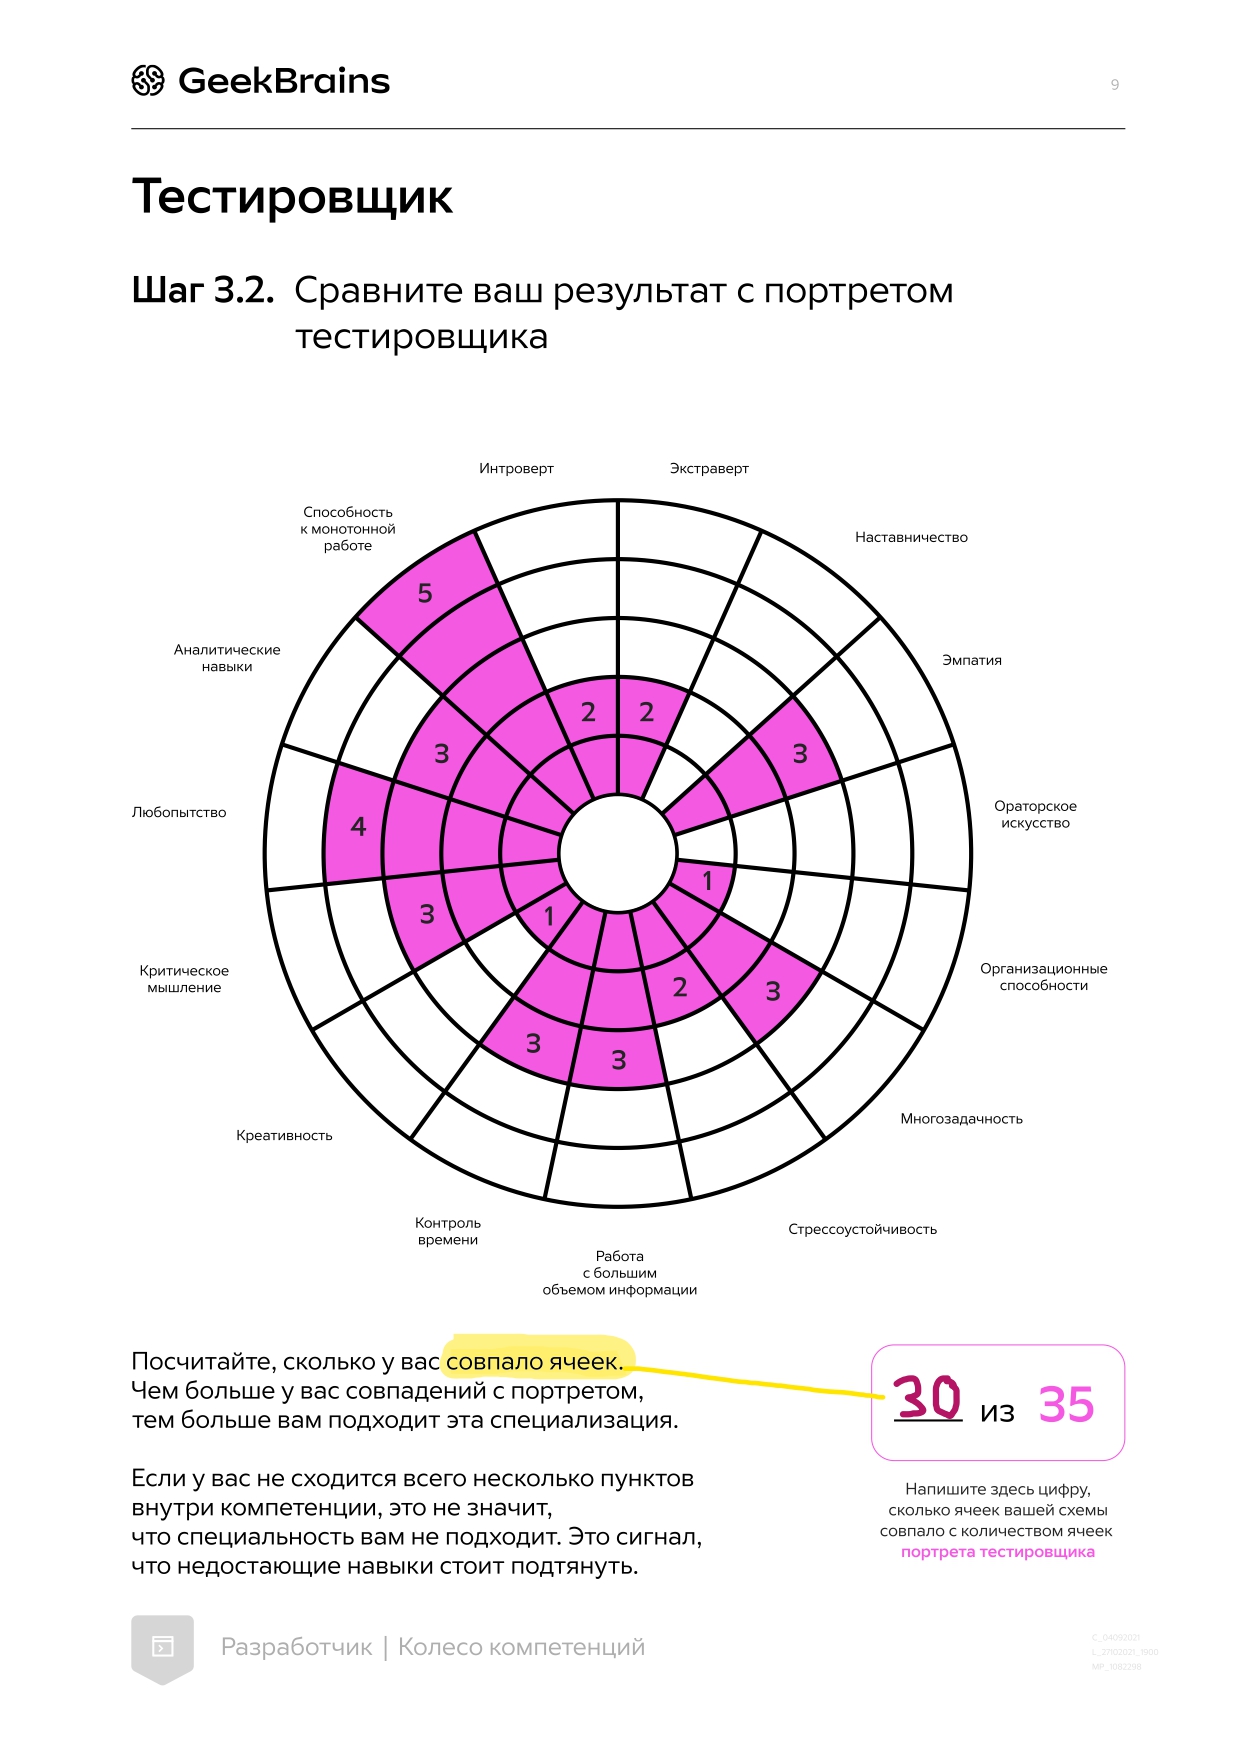 GeekBrains
9
Тестировщик
Шаг 3.2. Сравните ваш результат с портретом
тестировщика
Интроверт
Экстраверт
Способность
к монотонной
работе
Наставничество
5
Аналитические
навыки
Эмпатия
2
2
3
3
Любопытство
4
Ораторское
искусство
1
3
1
Критическое
мышление
Организационные
способности
2
3
3
3
Многозадачность
Креативность
Контроль
времени
Стрессоустойчивость
Работа
с большим
объемом информации
Посчитайте, сколько у вас совпало ячеек.
Чем больше у вас совпадений с портретом,
тем больше вам подходит эта специализация.
30 из 35
Если у вас не сходится всего несколько пунктов
внутри компетенции, это не значит,
что специальность вам не подходит. Это сигнал,
что недостающие навыки стоит подтянуть.
Напишите здесь цифру,
сколько ячеек вашей схемы
совпало с количеством ячеек
портрета тестировщика
Разработчик | Колесо компетенций
C_04092021
L_27102021_1900
MP_1082298